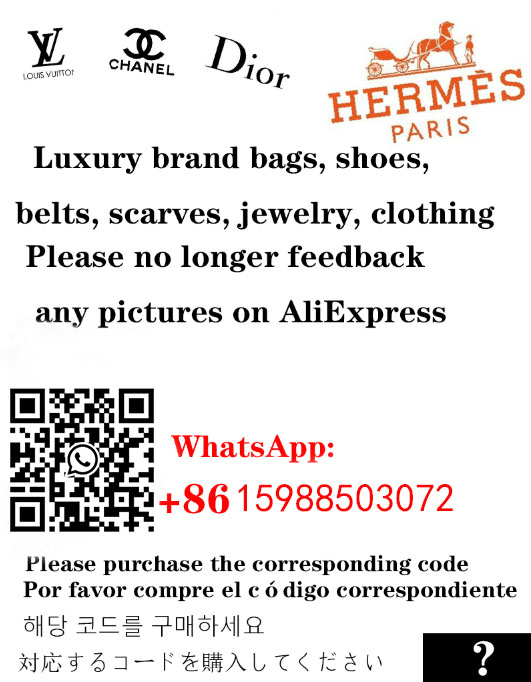 LOUIS VUITTON
CHANEL
Dior
HERMÈS
PARIS
Luxury brand bags, shoes,
belts, scarves, jewelry, clothing
Please no longer feedback
any pictures on AliExpress
WhatsApp:
+8615988503072
Please purchase the corresponding code
Por favor compre el c ó digo correspondiente
해당 코드를 구매하세요
対応するコードを購入してください
?